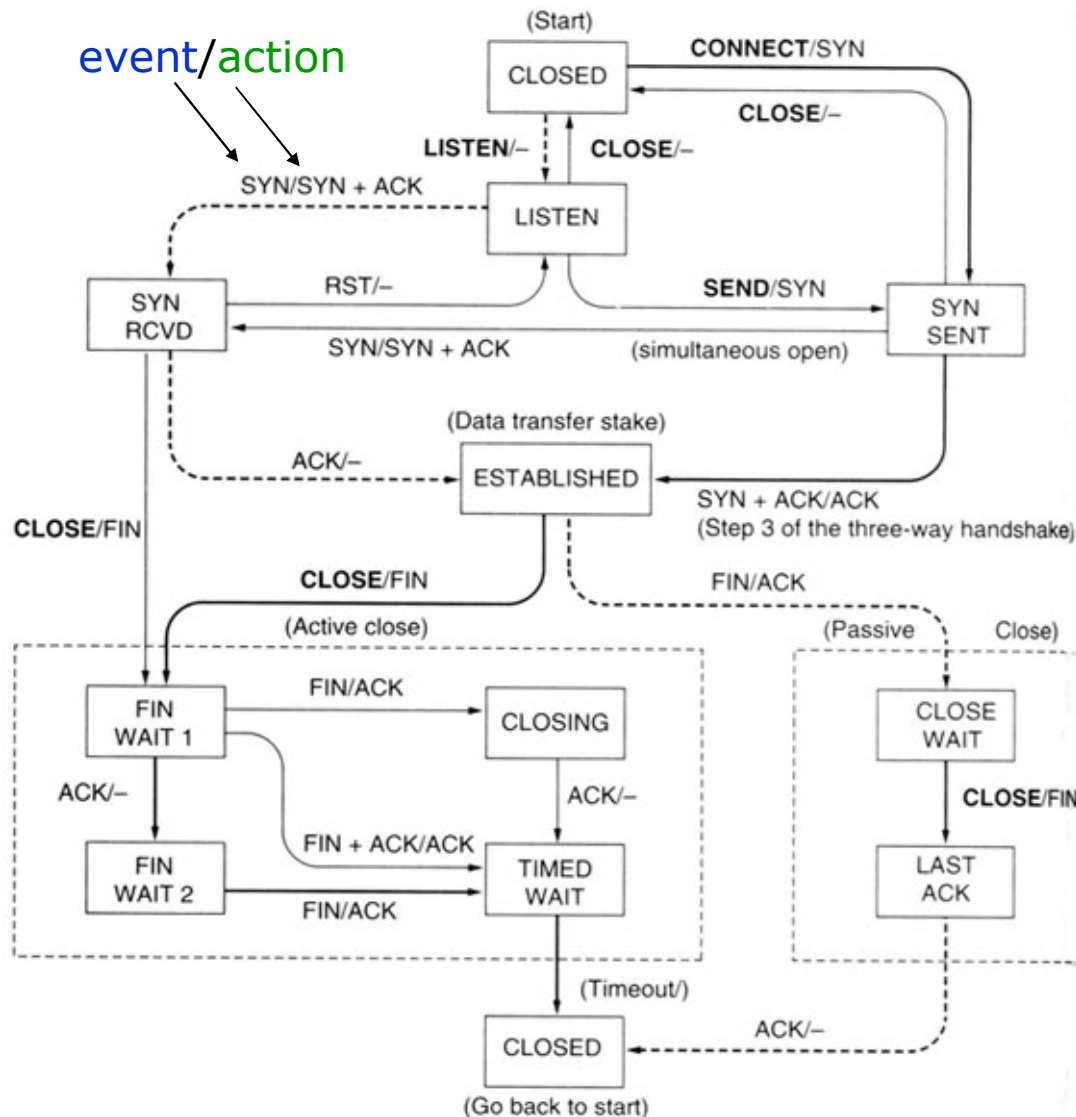 (Start)
event/action
CLOSED
CONNECT/SYN
CLOSE/–
LISTEN/–
CLOSE/–
SYN/SYN + ACK
LISTEN
RST/–
SEND/SYN
SYN
RCVD
SYN
SENT
SYN/SYN + ACK
(simultaneous open)
(Data transfer stake)
ACK/–
ESTABLISHED
SYN + ACK/ACK
(Step 3 of the three-way handshake)
CLOSE/FIN
CLOSE/FIN
FIN/ACK
(Active close)
(Passive Close)
FIN
WAIT 1
FIN/ACK
CLOSING
CLOSE
WAIT
ACK/–
ACK/–
CLOSE/FIN
FIN + ACK/ACK
FIN
WAIT 2
TIMED
WAIT
LAST
ACK
FIN/ACK
(Timeout/)
ACK/–
CLOSED
(Go back to start)